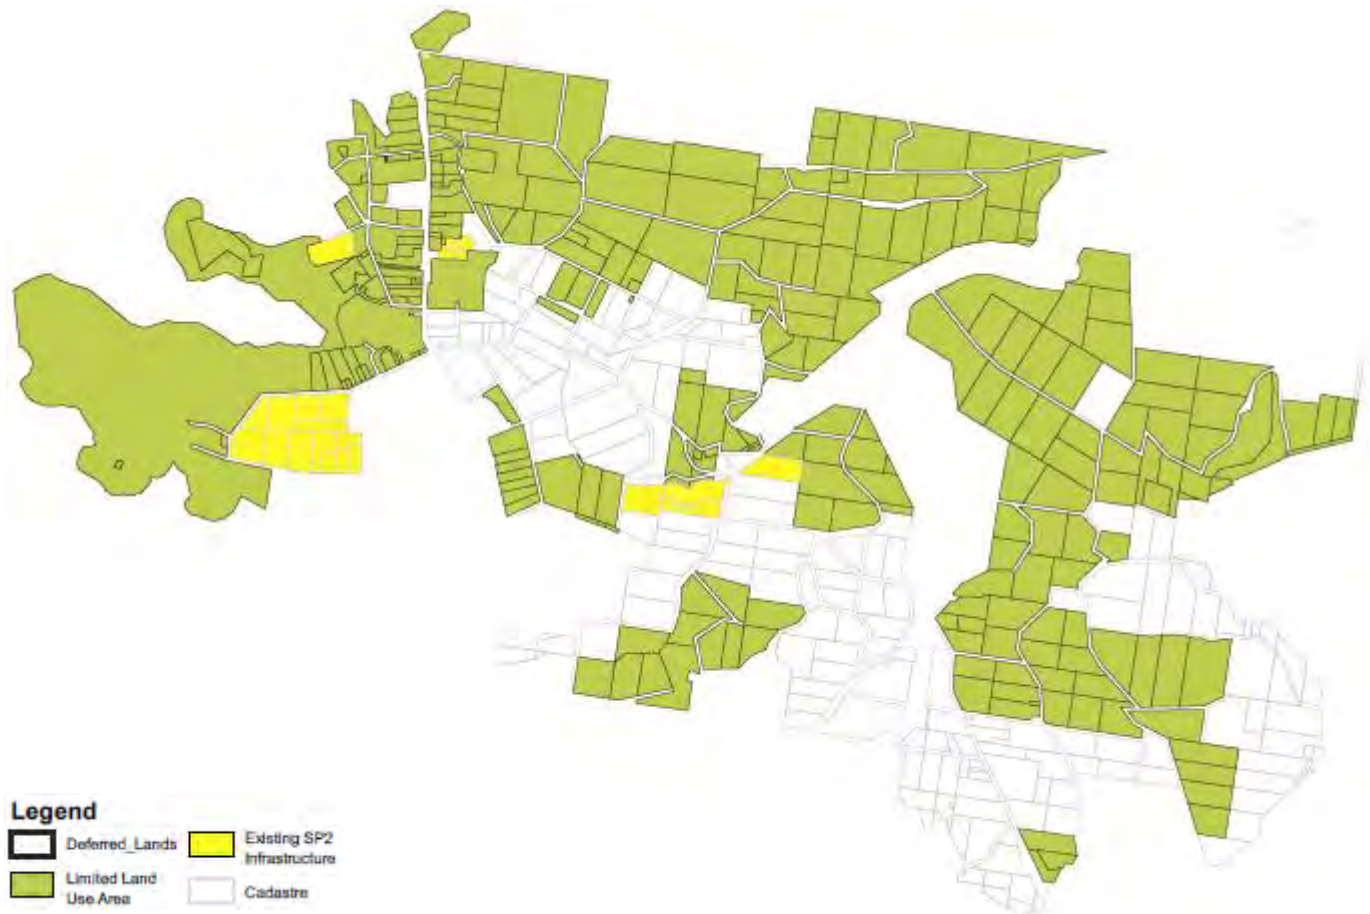 Legend
Deferred_Lands
Existing SP2
Infrastructure
Limited Land
Use Area
Cadastre